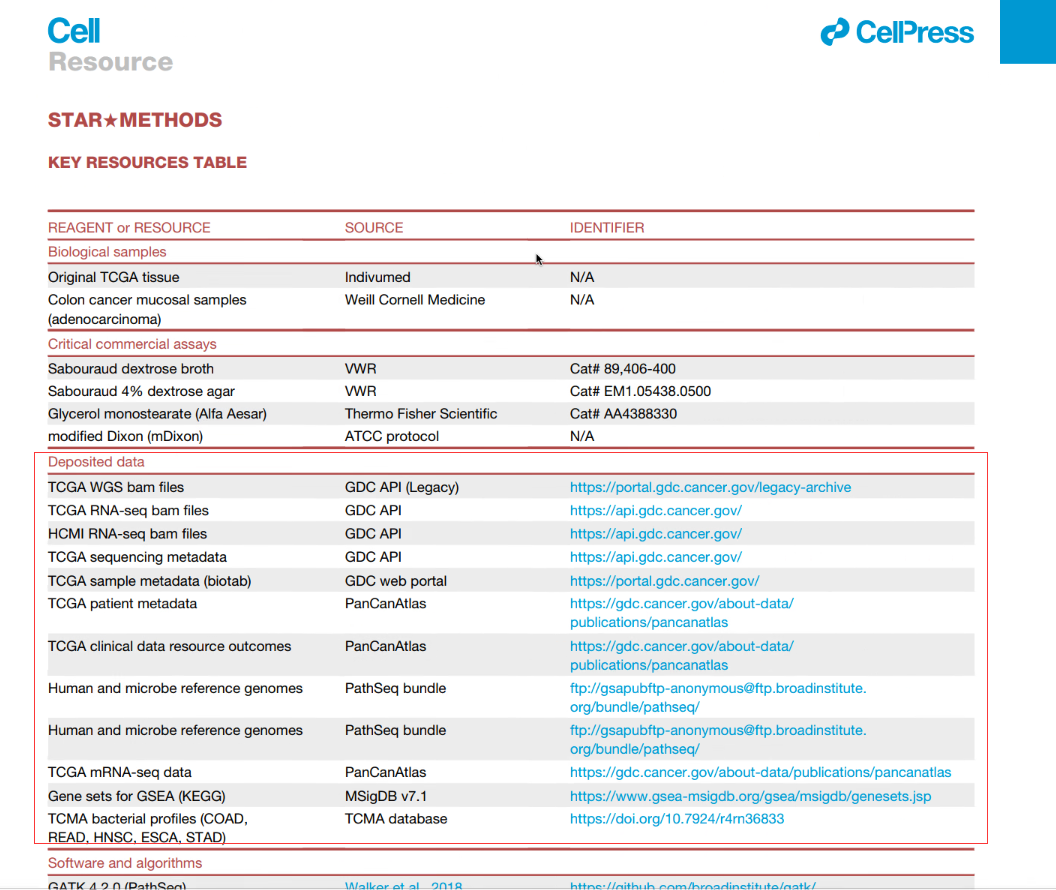 Cell
CellPress
Resource
STAR★METHODS
KEY RESOURCES TABLE
REAGENT or RESOURCE SOURCE IDENTIFIER
Biological samples
Original TCGA tissue Indivumed N/A
Colon cancer mucosal samples Weill Cornell Medicine N/A
(adenocarcinoma)
Critical commercial assays
Sabouraud dextrose broth VWR Cat# 89,406-400
Sabouraud 4% dextrose agar VWR Cat# EM1.05438.0500
Glycerol monostearate (Alfa Aesar) Thermo Fisher Scientific Cat# AA4388330
modified Dixon (mDixon) ATCC protocol N/A
Deposited data
TCGA WGS bam files GDC API (Legacy) https://portal.gdc.cancer.gov/legacy-archive
TCGA RNA-seq bam files GDC API https://api.gdc.cancer.gov/
HCMI RNA-seq bam files GDC API https://api.gdc.cancer.gov/
TCGA sequencing metadata GDC API https://api.gdc.cancer.gov/
TCGA sample metadata (biotab) GDC web portal https://portal.gdc.cancer.gov/
TCGA patient metadata PanCanAtlas https://gdc.cancer.gov/about-data/
publications/pancanatlas
TCGA clinical data resource outcomes PanCanAtlas https://gdc.cancer.gov/about-data/
publications/pancanatlas
Human and microbe reference genomes PathSeq bundle ftp://gsapubftp-anonymous@ftp.broadinstitute.
org/bundle/pathseq/
Human and microbe reference genomes PathSeq bundle ftp://gsapubftp-anonymous@ftp.broadinstitute.
org/bundle/pathseq/
TCGA mRNA-seq data PanCanAtlas https://gdc.cancer.gov/about-data/publications/pancanatlas
Gene sets for GSEA (KEGG) MSigDB v7.1 https://www.gsea-msigdb.org/gsea/msigdb/genesets.jsp
TCMA bacterial profiles (COAD, TCMA database https://doi.org/10.7924/r4rn36833
READ, HNSC, ESCA, STAD)
Software and algorithms
GATK 4.2.0 (PathSeq) Walker et al., 2018 https://github.com/broadinstitute/gatk/